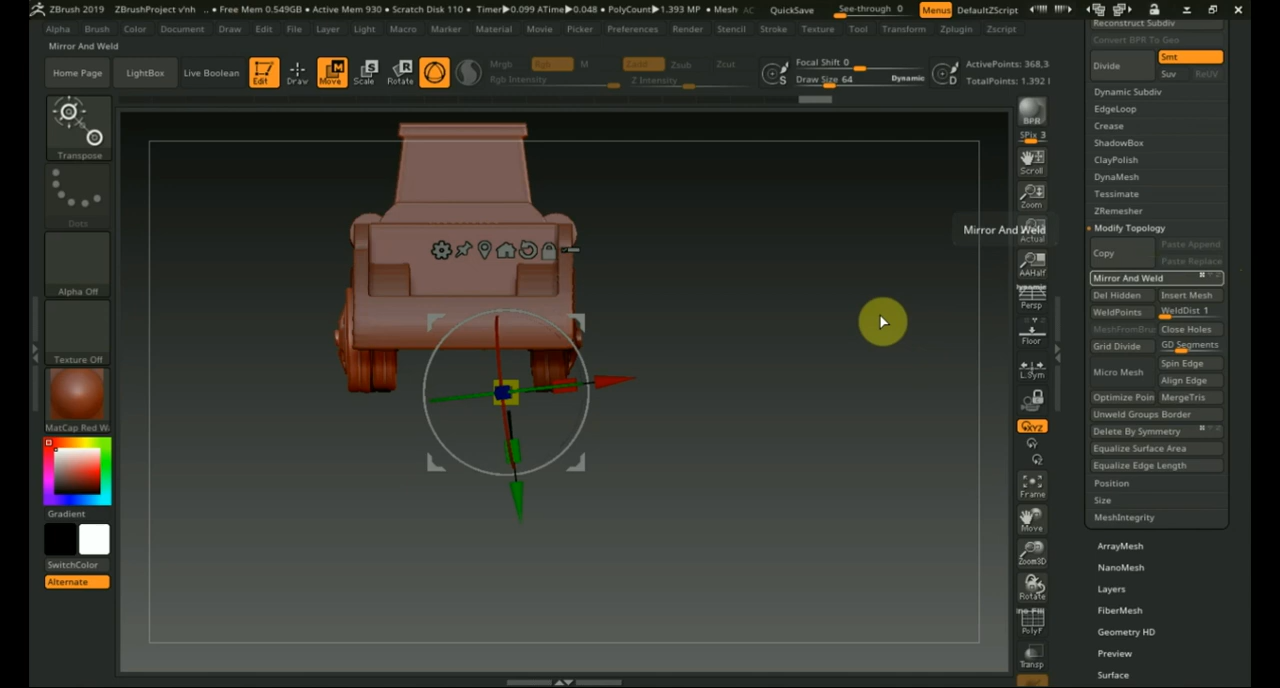 ZBrush 2019 ZBrushProject v'nh .. • Free Mem 0.549GB • Active Mem 930 • Scratch Disk 110 • Timer▶0.099 ATime▶0.048 • PolyCount▶1.393 MP • Mesh AC QuickSave See-through 0 Menus DefaultZScript
Alpha Brush Color Document Draw Edit File Layer Light Macro Marker Material Movie Picker Preferences Render Stencil Stroke Texture Tool Transform Zplugin Zscript
Mirror And Weld
Home Page LightBox Live Boolean Edit Draw Move Scale Rotate
Mrgb Rgb M Zadd Zsub Zcut
Rgb Intensity Z Intensity
S Focal Shift 0
Draw Size 64 Dynamic D
ActivePoints: 368,3
TotalPoints: 1.392
Transpose
Dots
Alpha Off
Texture Off
MatCap Red W
Gradient
SwitchColor
Alternate
BPR
SPix 3
Scroll
Zoom
Actual
Mirror And Weld
AAHalf
Dynamic
Persp
Floor
L.Sym
XYZ
Frame
Move
Zoom3D
Rotate
PolyF
Transp
Reconstruct Subdiv
Convert BPR To Geo
Divide Smt
Suv ReUV
Dynamic Subdiv
EdgeLoop
Crease
ShadowBox
ClayPolish
DynaMesh
Tessimate
ZRemesher
Modify Topology
Copy Paste Append
Paste Replace
Mirror And Weld
Del Hidden Insert Mesh
WeldPoints WeldDist 1
MeshFromBru Close Holes
Grid Divide GD Segments
Micro Mesh Spin Edge
Align Edge
Optimize Poin MergeTris
Unweld Groups Border
Delete By Symmetry
Equalize Surface Area
Equalize Edge Length
Position
Size
MeshIntegrity
ArrayMesh
NanoMesh
Layers
FiberMesh
Geometry HD
Preview
Surface